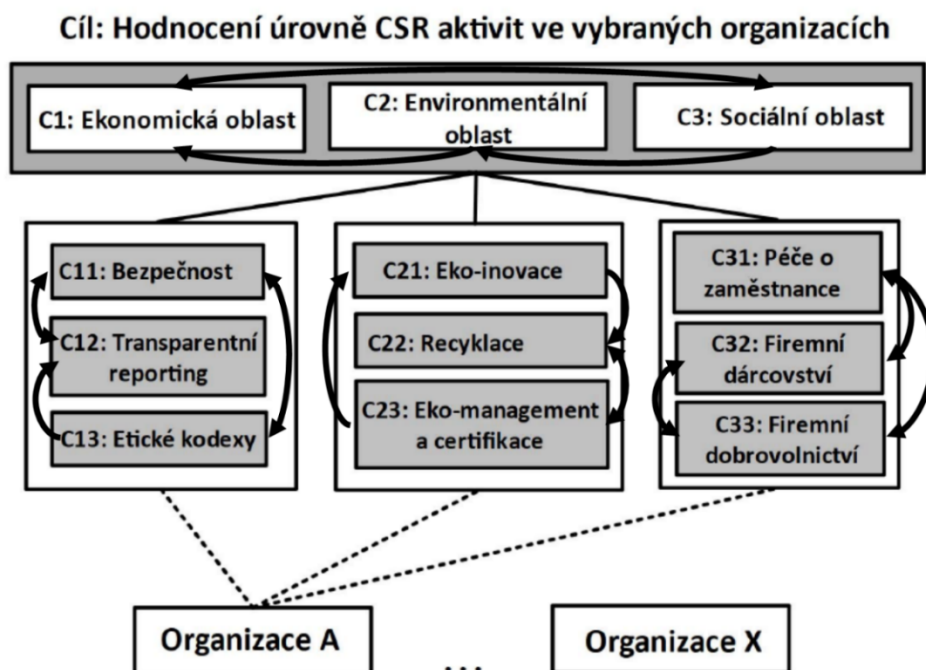 Cíl: Hodnocení úrovně CSR aktivit ve vybraných organizacích
C1: Ekonomická oblast
C2: Environmentální
oblast
C3: Sociální oblast
C11: Bezpečnost
C12: Transparentní
reporting
C13: Etické kodexy
C21: Eko-inovace
C22: Recyklace
C23: Eko-management
a certifikace
C31: Péče o
zaměstnance
C32: Firemní
dárcovství
C33: Firemní
dobrovolnictví
Organizace A
...
Organizace X